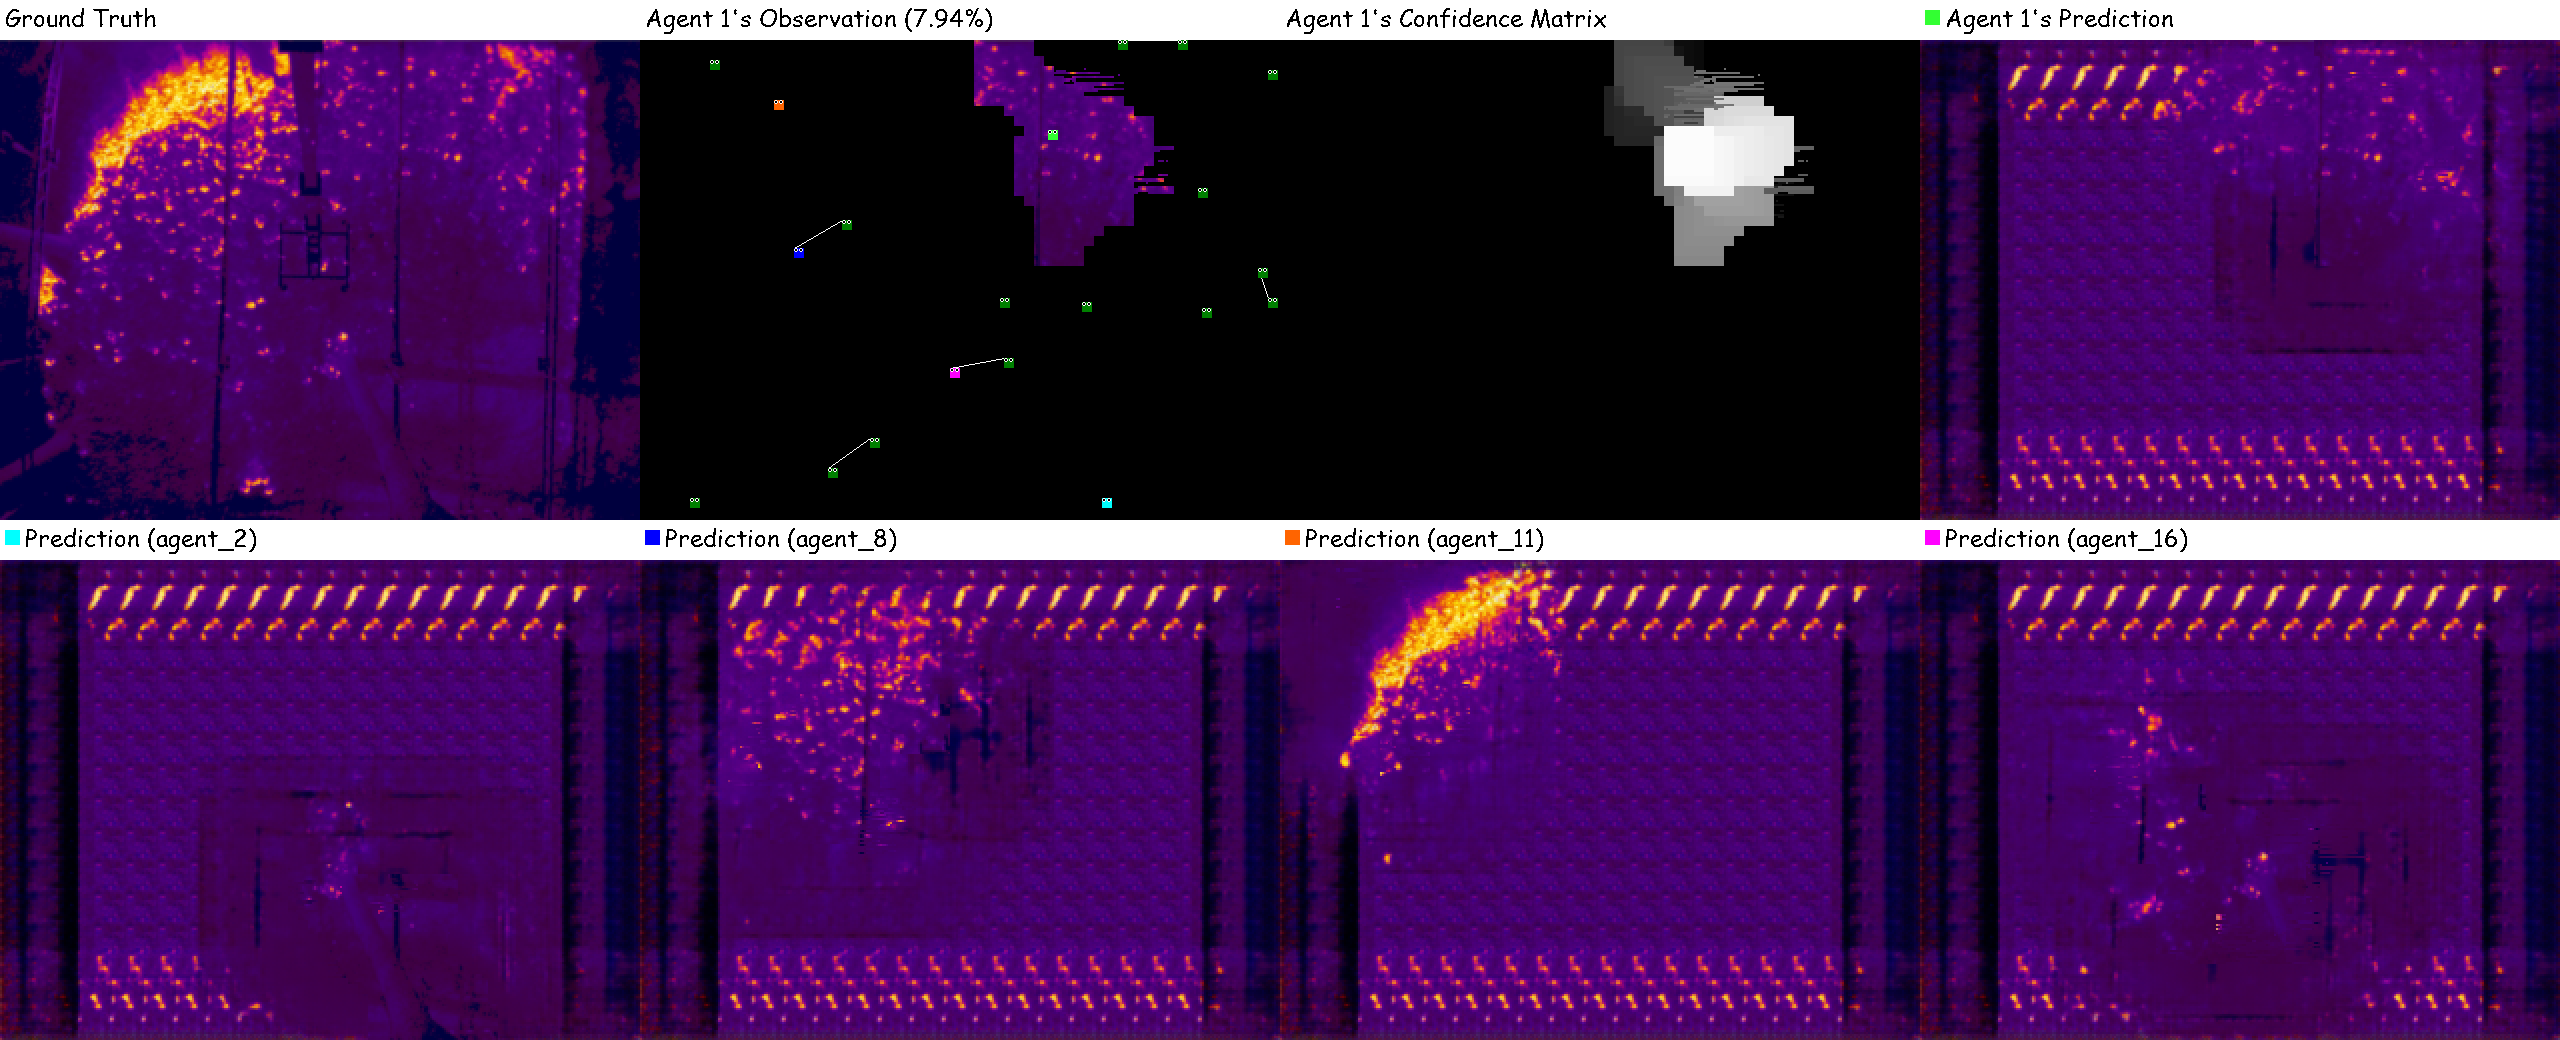 Ground Truth
Agent 1's Observation (7.94%)
Agent 1's Confidence Matrix
Agent 1's Prediction
Prediction (agent_2)
Prediction (agent_8)
Prediction (agent_11)
Prediction (agent_16)